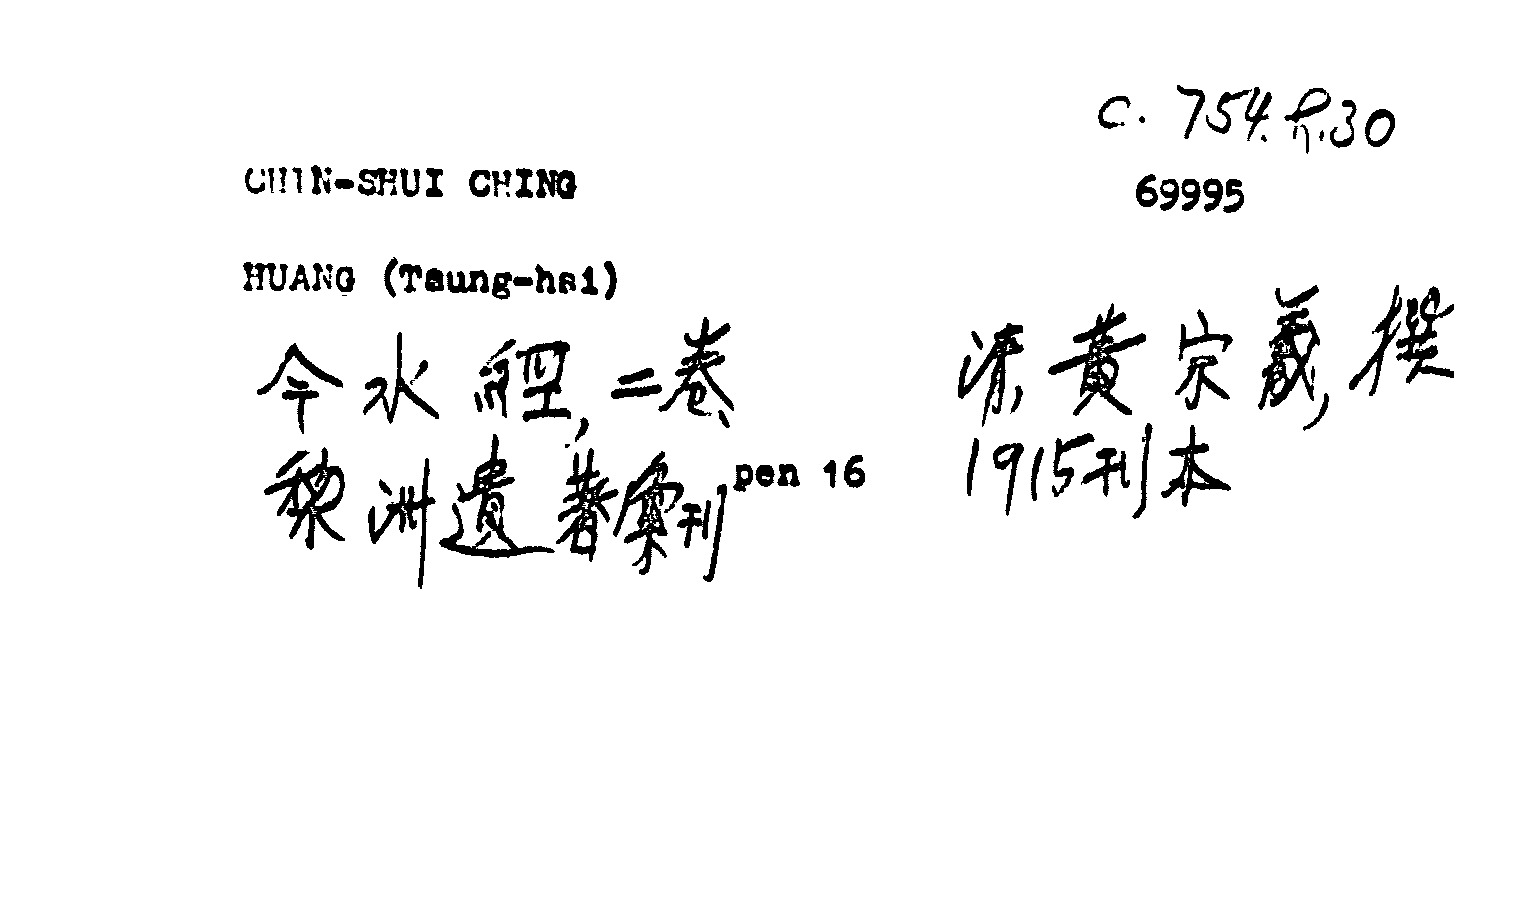 C. 754.h.30
CHIN-SHUI CHING
69995
HUANG (Tsung-hsi)
今水經,二卷、 清,黃宗羲,撰
黎洲遺著彙刊 pen 16 1915刊本